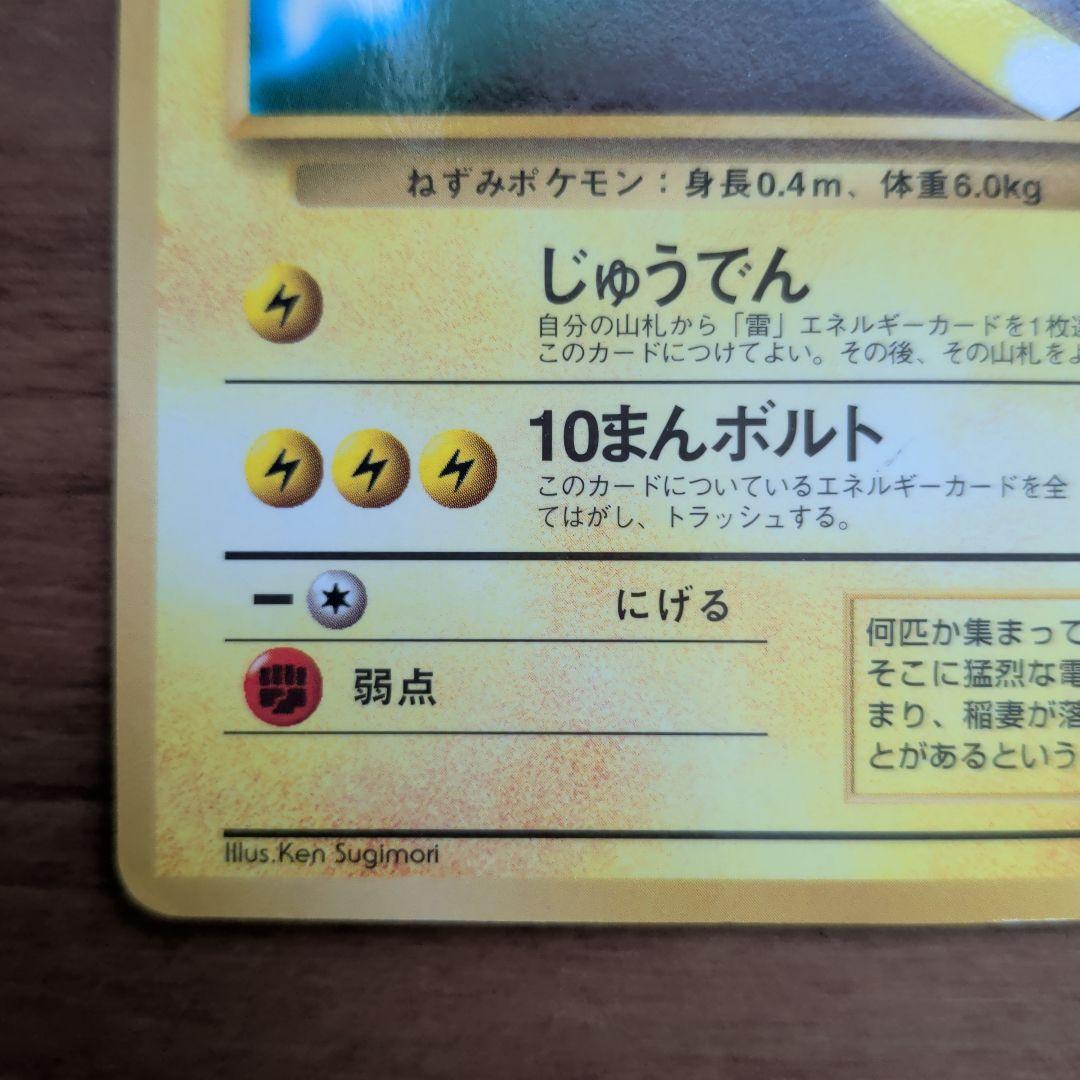 ねずみポケモン：身長0.4m、体重6.0kg
じゅうでん
自分の山札から「雷」エネルギーカードを1枚選
このカードにつけてよい。その後、その山札をよ
10まんボルト
このカードについているエネルギーカードを全
てはがし、トラッシュする。
にげる
弱点
何匹か集まって
そこに猛烈な電
まり、稲妻が落
とがあるという
Illus.Ken Sugimori